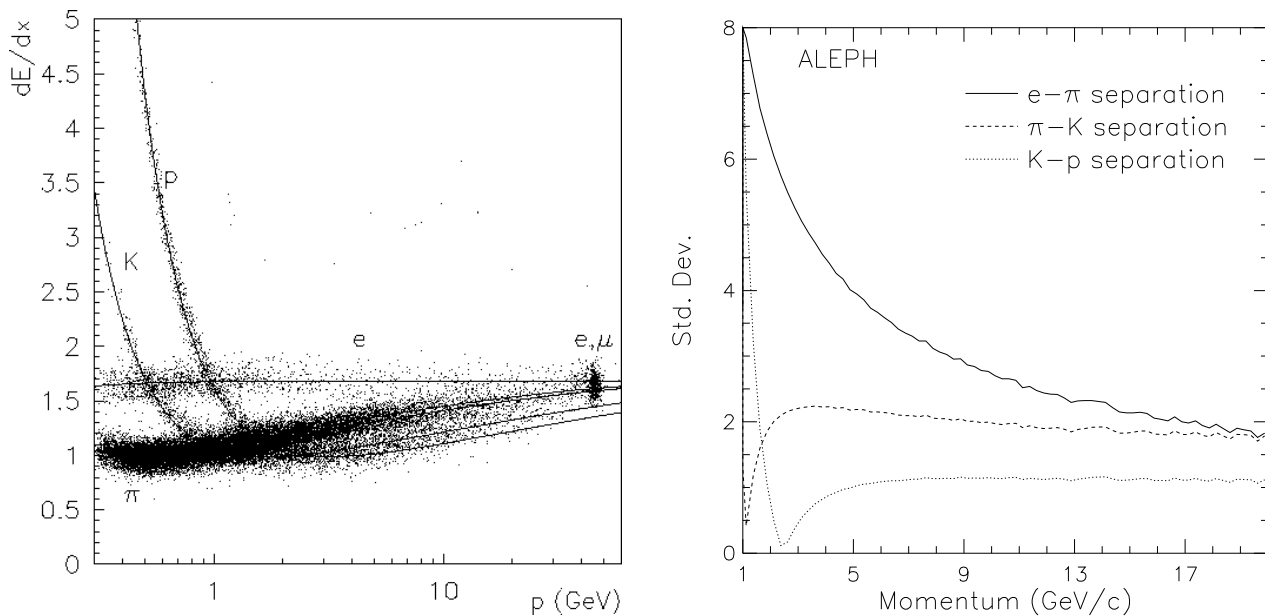 dE/dx
5
4.5
4
3.5
3
2.5
2
1.5
1
0.5
0
p
K
e
e,μ
π
1
10
p (GeV)
ALEPH
e−π separation
π−K separation
K−p separation
Std. Dev.
8
6
4
2
0
1
5
9
13
17
Momentum (GeV/c)